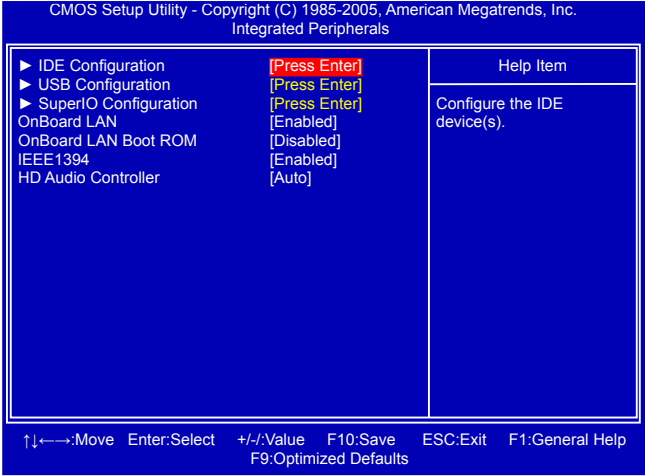 CMOS Setup Utility - Copyright (C) 1985-2005, American Megatrends, Inc.
Integrated Peripherals
► IDE Configuration [Press Enter]
► USB Configuration [Press Enter]
► SuperIO Configuration [Press Enter]
OnBoard LAN [Enabled]
OnBoard LAN Boot ROM [Disabled]
IEEE1394 [Enabled]
HD Audio Controller [Auto]
Help Item
Configure the IDE
device(s).
↑↓←→:Move Enter:Select +/-/:Value F10:Save ESC:Exit F1:General Help
F9:Optimized Defaults